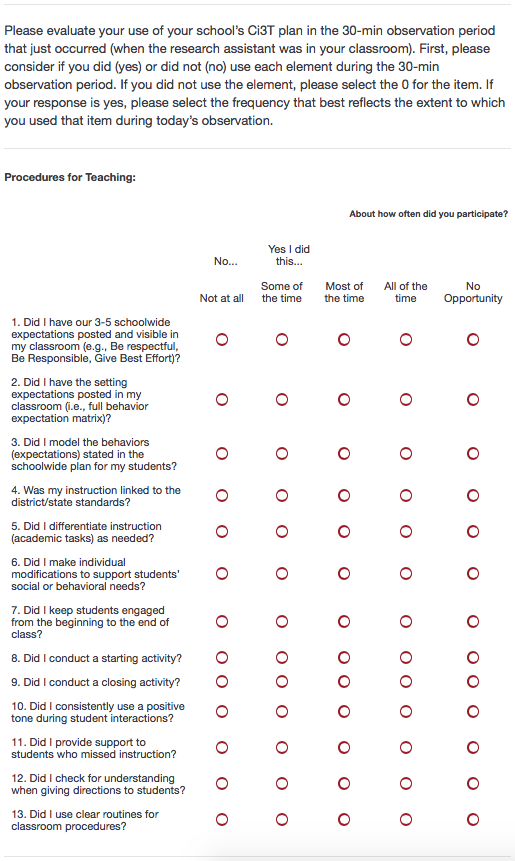 Please evaluate your use of your school's Ci3T plan in the 30-min observation period
that just occurred (when the research assistant was in your classroom). First, please
consider if you did (yes) or did not (no) use each element during the 30-min
observation period. If you did not use the element, please select the 0 for the item. If
your response is yes, please select the frequency that best reflects the extent to which
you used that item during today's observation.
Procedures for Teaching:
About how often did you participate?
No...
Yes I did
this...
Not at all
Some of
the time
Most of
the time
All of the
time
No
Opportunity
1. Did I have our 3-5 schoolwide
expectations posted and visible in
my classroom (e.g., Be respectful,
Be Responsible, Give Best Effort)?
2. Did I have the setting
expectations posted in my
classroom (i.e., full behavior
expectation matrix)?
3. Did I model the behaviors
(expectations) stated in the
schoolwide plan for my students?
4. Was my instruction linked to the
district/state standards?
5. Did I differentiate instruction
(academic tasks) as needed?
6. Did I make individual
modifications to support students'
social or behavioral needs?
7. Did I keep students engaged
from the beginning to the end of
class?
8. Did I conduct a starting activity?
9. Did I conduct a closing activity?
10. Did I consistently use a positive
tone during student interactions?
11. Did I provide support to
students who missed instruction?
12. Did I check for understanding
when giving directions to students?
13. Did I use clear routines for
classroom procedures?